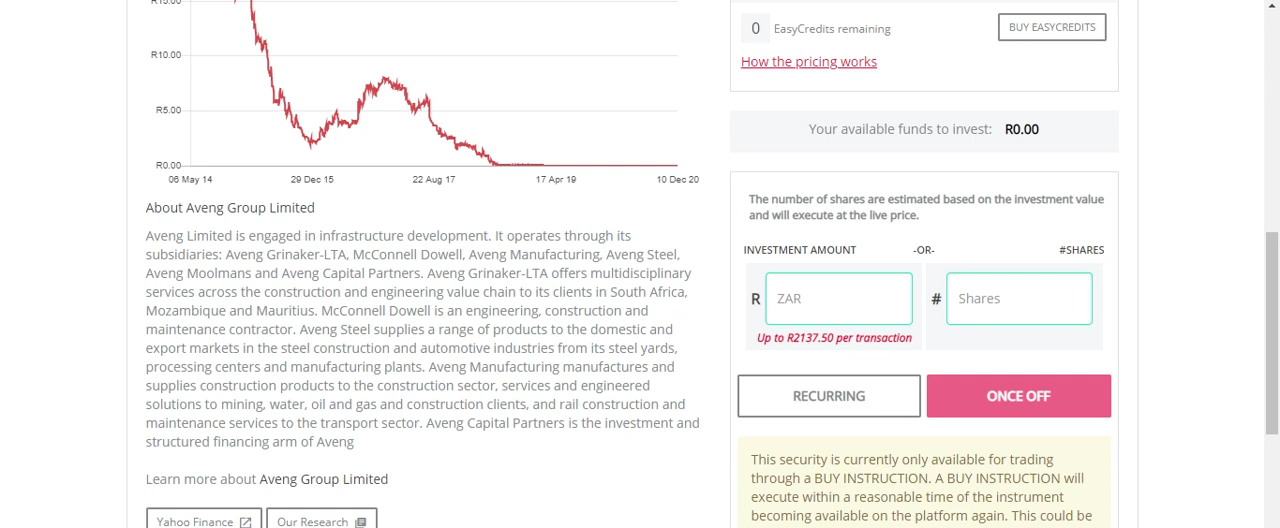 R15.00
R10.00
R5.00
R0.00
06 May 14 29 Dec 15 22 Aug 17 17 Apr 19 10 Dec 20
About Aveng Group Limited
Aveng Limited is engaged in infrastructure development. It operates through its
subsidiaries: Aveng Grinaker-LTA, McConnell Dowell, Aveng Manufacturing, Aveng Steel,
Aveng Moolmans and Aveng Capital Partners. Aveng Grinaker-LTA offers multidisciplinary
services across the construction and engineering value chain to its clients in South Africa,
Mozambique and Mauritius. McConnell Dowell is an engineering, construction and
maintenance contractor. Aveng Steel supplies a range of products to the domestic and
export markets in the steel construction and automotive industries from its steel yards,
processing centers and manufacturing plants. Aveng Manufacturing manufactures and
supplies construction products to the construction sector, services and engineered
solutions to mining, water, oil and gas and construction clients, and rail construction and
maintenance services to the transport sector. Aveng Capital Partners is the investment and
structured financing arm of Aveng
Learn more about Aveng Group Limited
Yahoo Finance Our Research
0 EasyCredits remaining BUY EASYCREDITS
How the pricing works
Your available funds to invest: R0.00
The number of shares are estimated based on the investment value
and will execute at the live price.
INVESTMENT AMOUNT -OR- #SHARES
R ZAR # Shares
Up to R2137.50 per transaction
RECURRING ONCE OFF
This security is currently only available for trading
through a BUY INSTRUCTION. A BUY INSTRUCTION will
execute within a reasonable time of the instrument
becoming available on the platform again. This could be